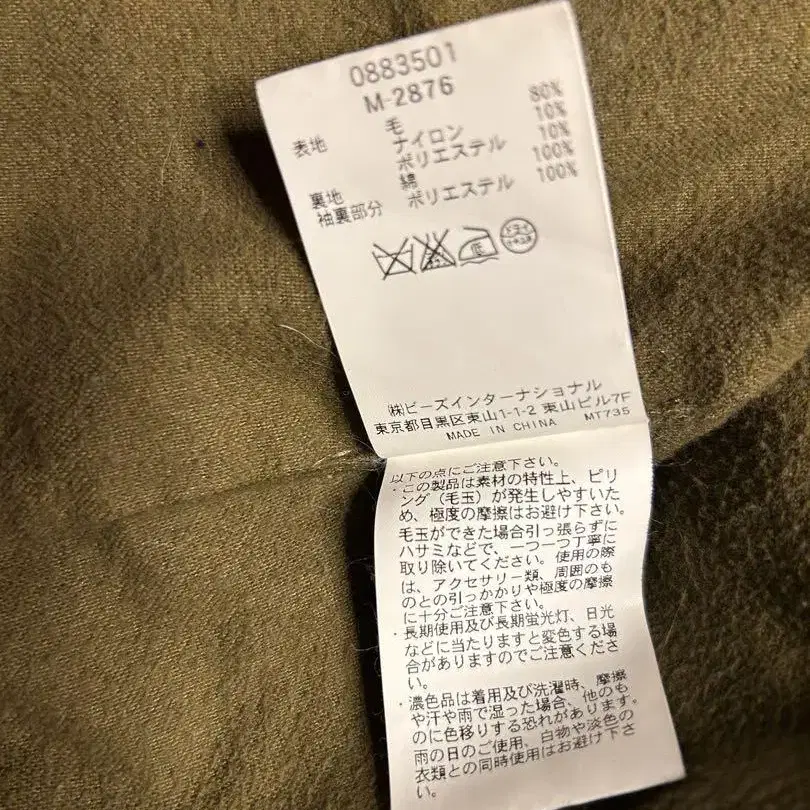 0883501
M-2876
表地 毛 80%
ナイロン 10%
ポリエステル 10%
裏地 綿 100%
袖裏部分 ポリエステル 100%
低
ドライ
セキユ系
㈱ビーズインターナショナル
東京都目黒区東山1-1-2 東山ビル7F
MADE IN CHINA MT735
以下の点にご注意下さい。
・この製品は素材の特性上、ピリ
ング（毛玉）が発生しやすいた
め、極度の摩擦はお避け下さい。
毛玉ができた場合引っ張らずに
ハサミなどで、一つ一つ丁寧に
取り除いてください。使用の際
は、アクセサリー類、周囲のも
のとの引っかかりや極度の摩擦
に十分ご注意下さい。
・長期使用及び長期蛍光灯、日光
などに当たりますと変色する場
合がありますのでご注意くださ
い。
・濃色品は着用及び洗濯時、摩擦
や汗や雨で湿った場合、他のも
のに色移りする恐れがあります。
雨の日のご使用、白物や淡色の
衣類との同時使用はお避け下さ
い。